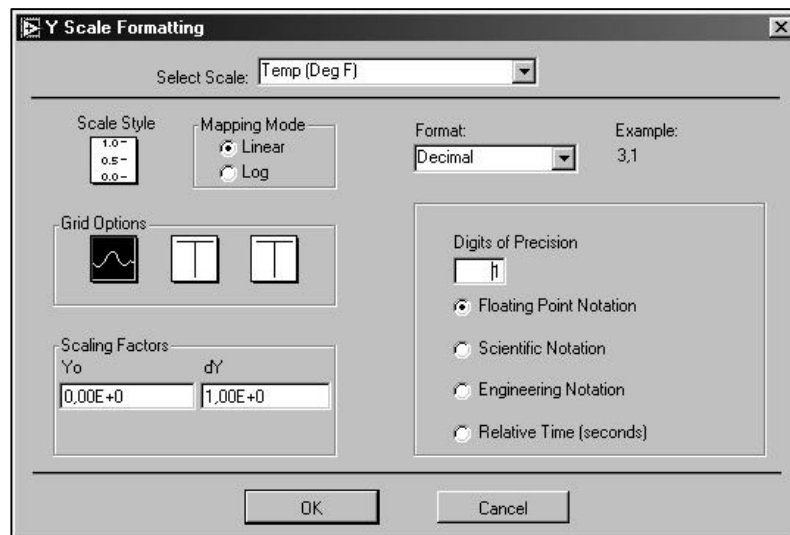 Y Scale Formatting
Select Scale: Temp (Deg F)
Scale Style
1.0-
0.5-
0.0-
Mapping Mode
Linear
Log
Format:
Decimal
Example:
3,1
Grid Options
Digits of Precision
1
Floating Point Notation
Scientific Notation
Engineering Notation
Relative Time (seconds)
Scaling Factors
Yo dY
0,00E+0 1,00E+0
OK Cancel